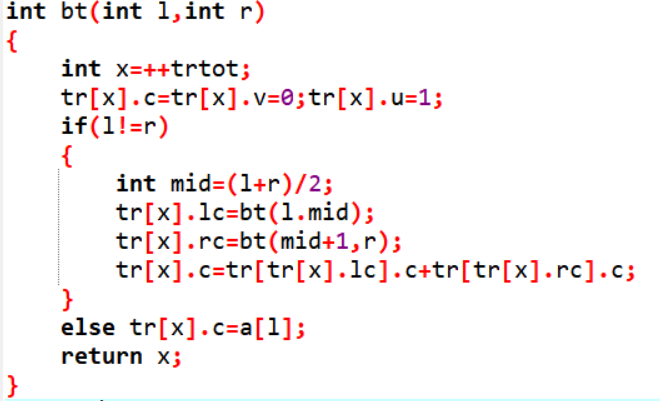 int bt(int l,int r)
{
    int x=++trtot;
    tr[x].c=tr[x].v=0;tr[x].u=1;
    if(l!=r)
    {
        int mid=(l+r)/2;
        tr[x].lc=bt(l.mid);
        tr[x].rc=bt(mid+1,r);
        tr[x].c=tr[tr[x].lc].c+tr[tr[x].rc].c;
    }
    else tr[x].c=a[l];
    return x;
}